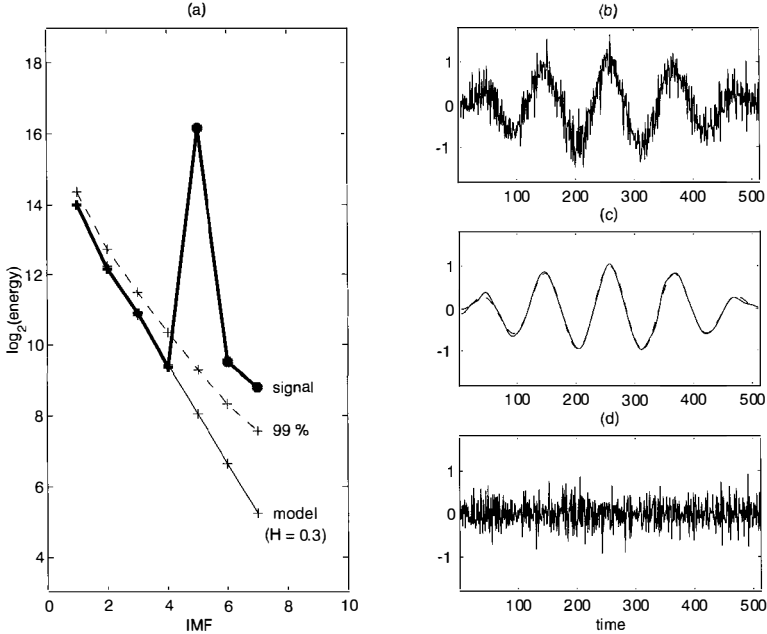 (a)
18
16
14
12
10
8
6
4
log2(energy)
signal
99 %
model
(H = 0.3)
0 2 4 6 8 10
IMF
(b)
1
0
-1
100 200 300 400 500
(c)
1
0
-1
100 200 300 400 500
(d)
1
0
-1
100 200 300 400 500
time